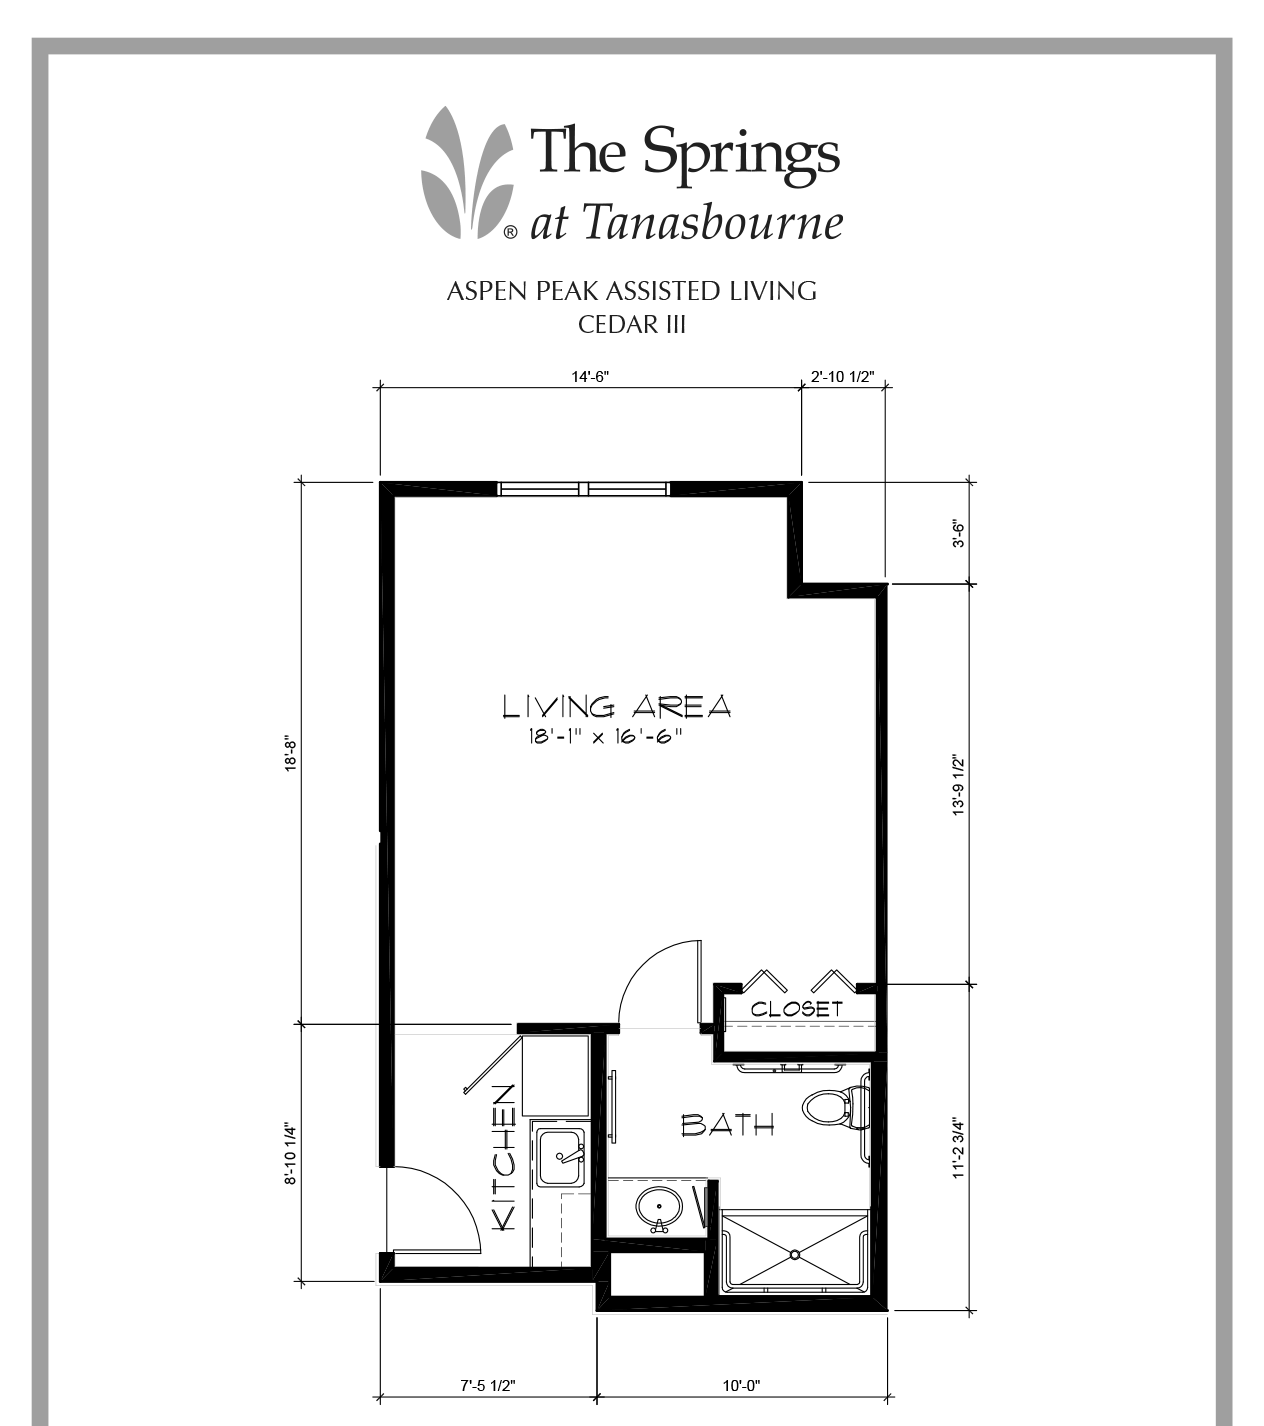 The Springs
® at Tanasbourne
ASPEN PEAK ASSISTED LIVING
CEDAR III
14'-6"
2'-10 1/2"
3'-6"
LIVING AREA
18'-1" x 16'-6"
18'-8"
13'-9 1/2"
CLOSET
KITCHEN
BATH
8'-10 1/4"
11'-2 3/4"
7'-5 1/2"
10'-0"